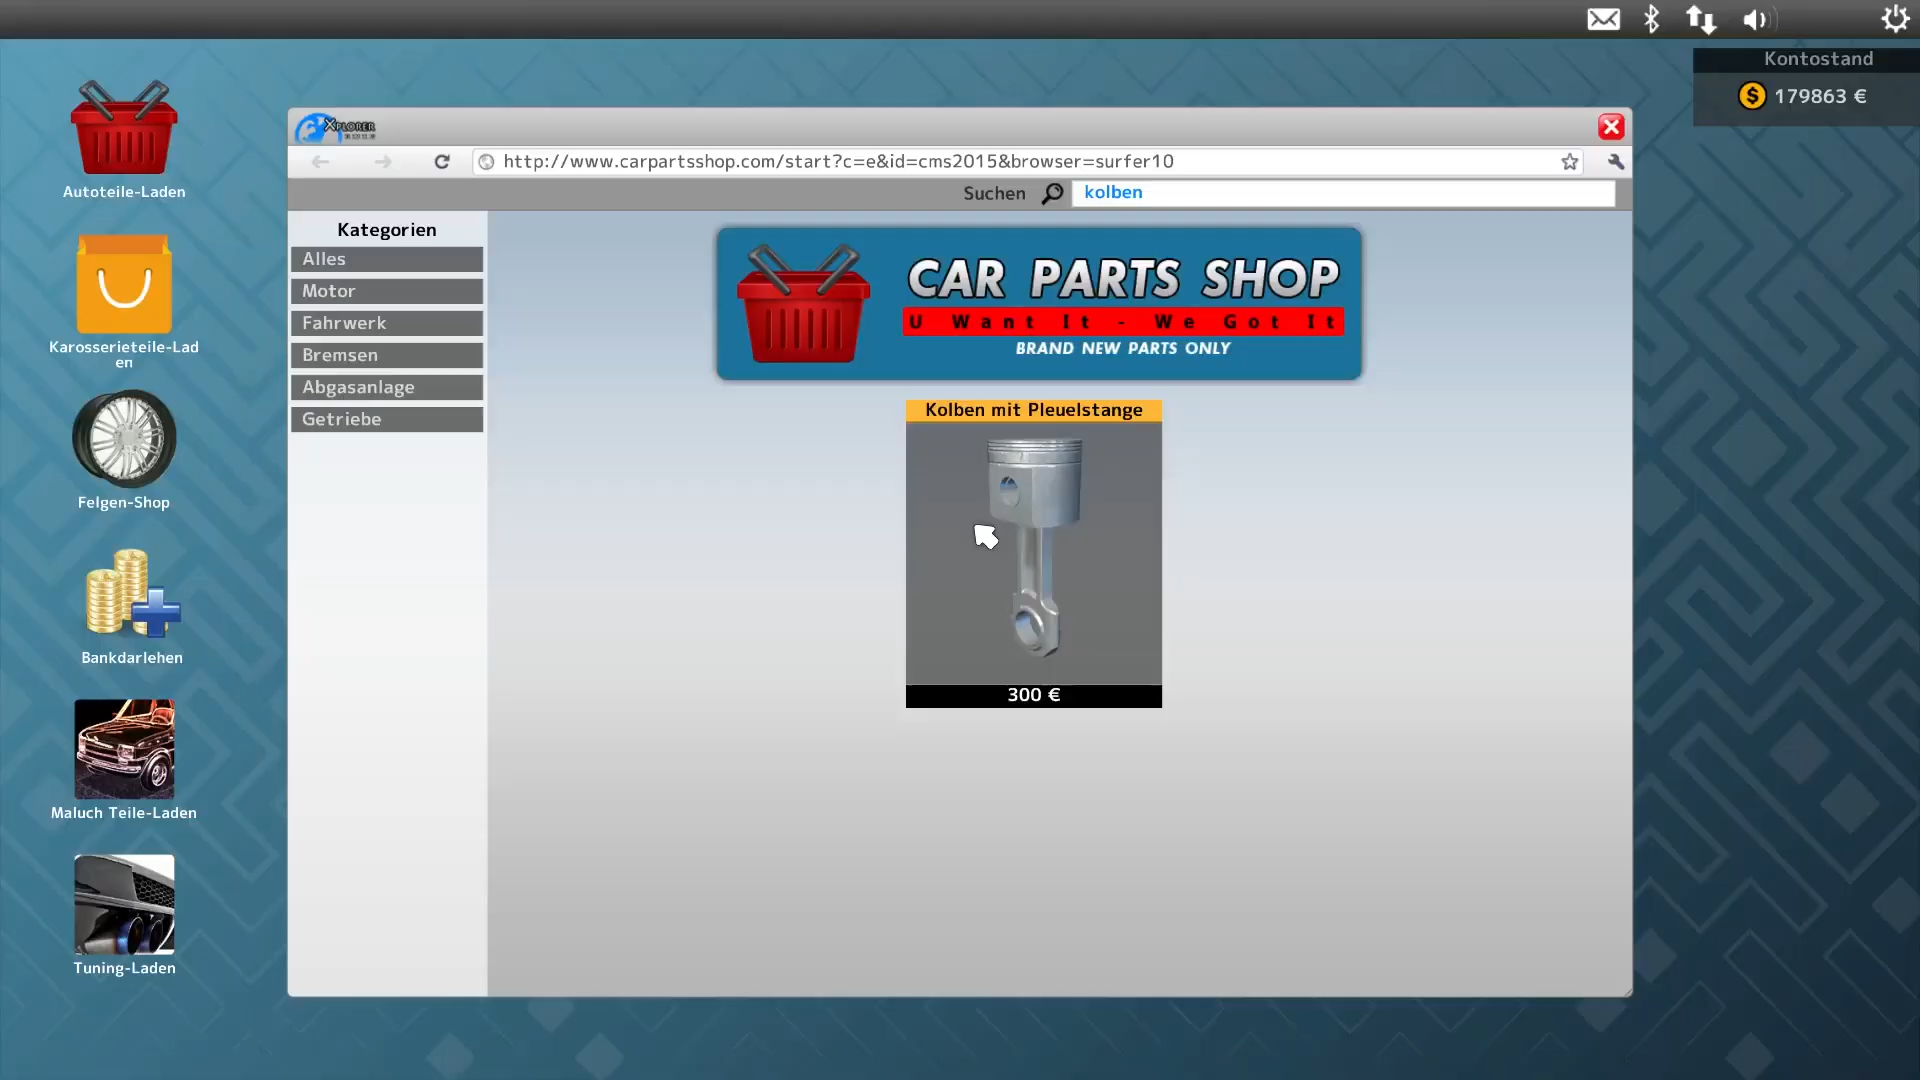 Kontostand
179863 €
Autoteile-Laden
Karosserieteile-Lad
en
Felgen-Shop
Bankdarlehen
Maluch Teile-Laden
Tuning-Laden
XPLORER
http://www.carpartsshop.com/start?c=e&id=cms2015&browser=surfer10
Suchen
kolben
Kategorien
Alles
Motor
Fahrwerk
Bremsen
Abgasanlage
Getriebe
CAR PARTS SHOP
U Want It - We Got It
BRAND NEW PARTS ONLY
Kolben mit Pleuelstange
300 €